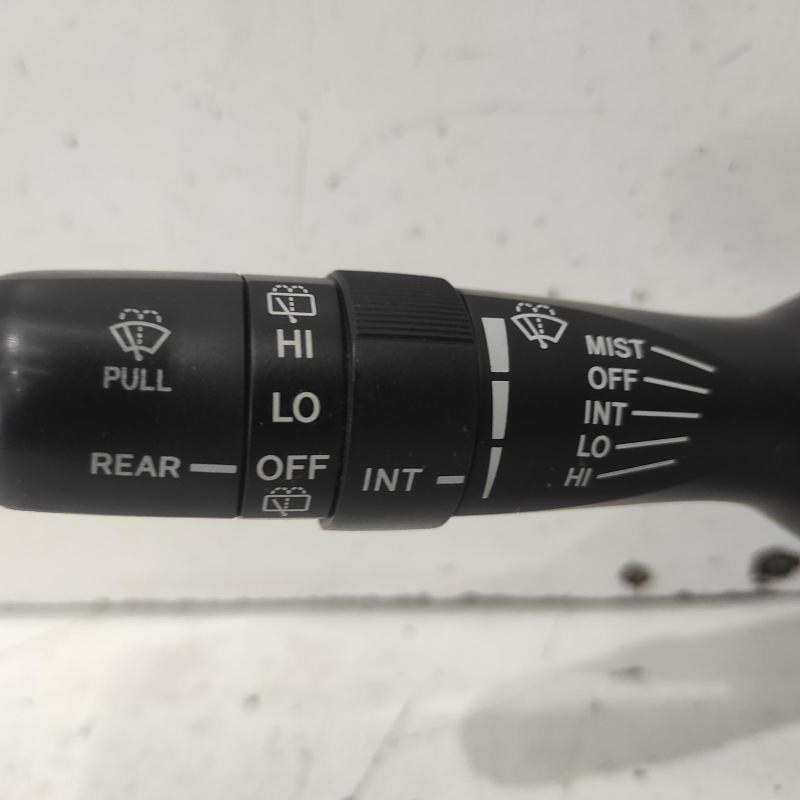 PULL
REAR
HI
LO
OFF
INT
MIST
OFF
INT
LO
HI